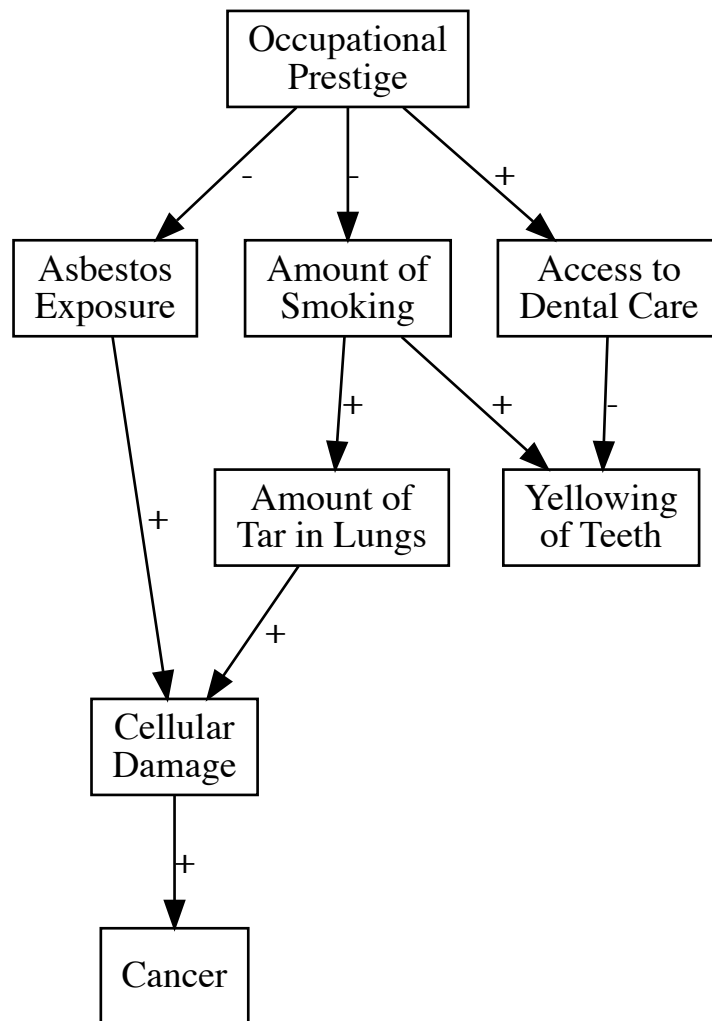 Occupational
Prestige
-
-
+
Asbestos
Exposure
Amount of
Smoking
Access to
Dental Care
+
+
-
Amount of
Tar in Lungs
Yellowing
of Teeth
+
+
Cellular
Damage
+
Cancer